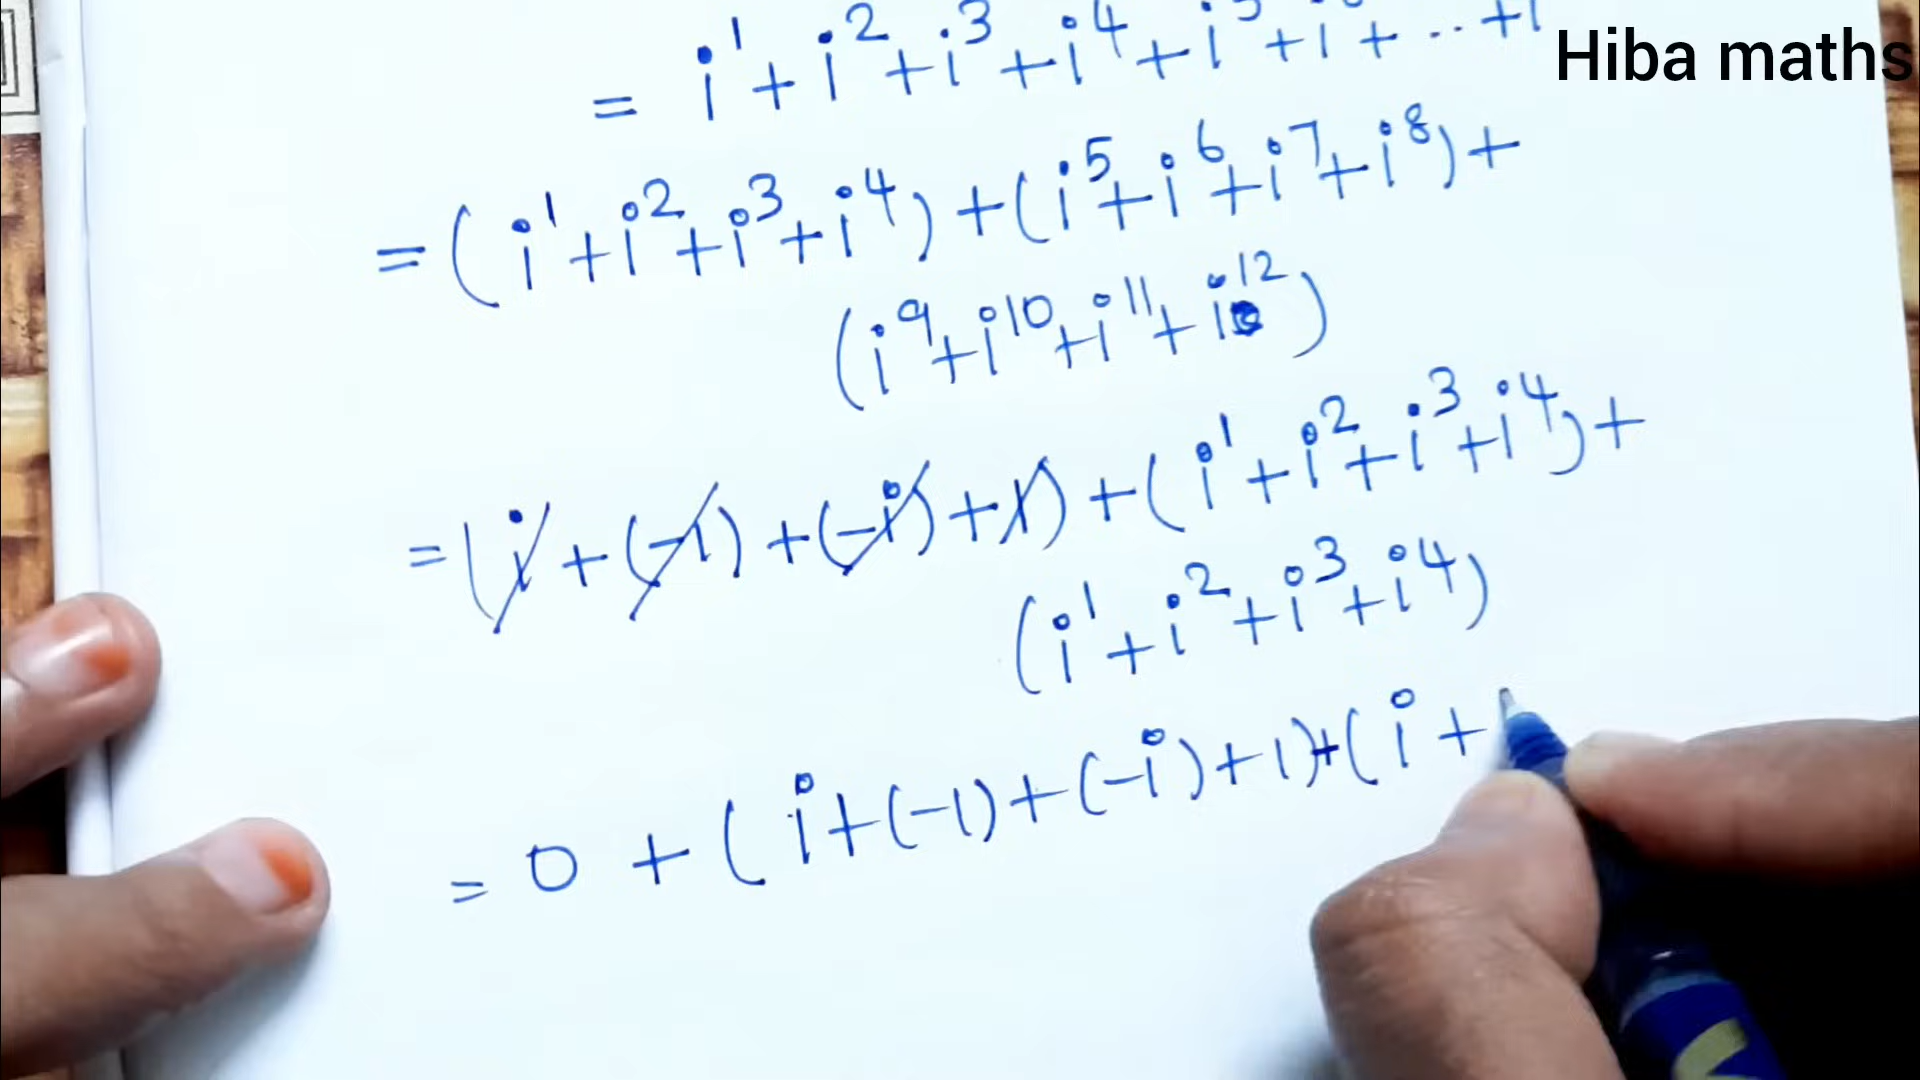 Hiba maths
= i¹ + i² + i³ + i⁴ + i⁵ + i + .. +
= (i¹ + i² + i³ + i⁴) + (i⁵ + i⁶ + i⁷ + i⁸) +
(i⁹ + i¹⁰ + i¹¹ + i¹²)
= (i + (-1) + (-i) + 1) + (i¹ + i² + i³ + i⁴) +
(i¹ + i² + i³ + i⁴)
= 0 + (i + (-1) + (-i) + 1) + (i +